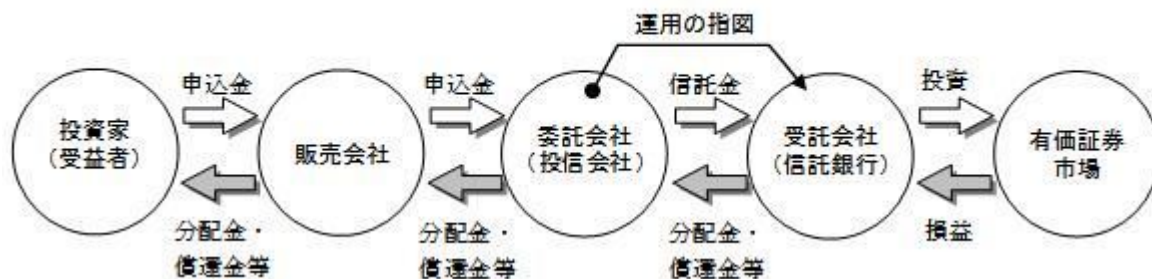 運用の指図
申込金
申込金
信託金
投資
投資家
（受益者）
販売会社
委託会社
（投信会社）
受託会社
（信託銀行）
有価証券
市場
分配金・
償還金等
分配金・
償還金等
分配金・
償還金等
損益